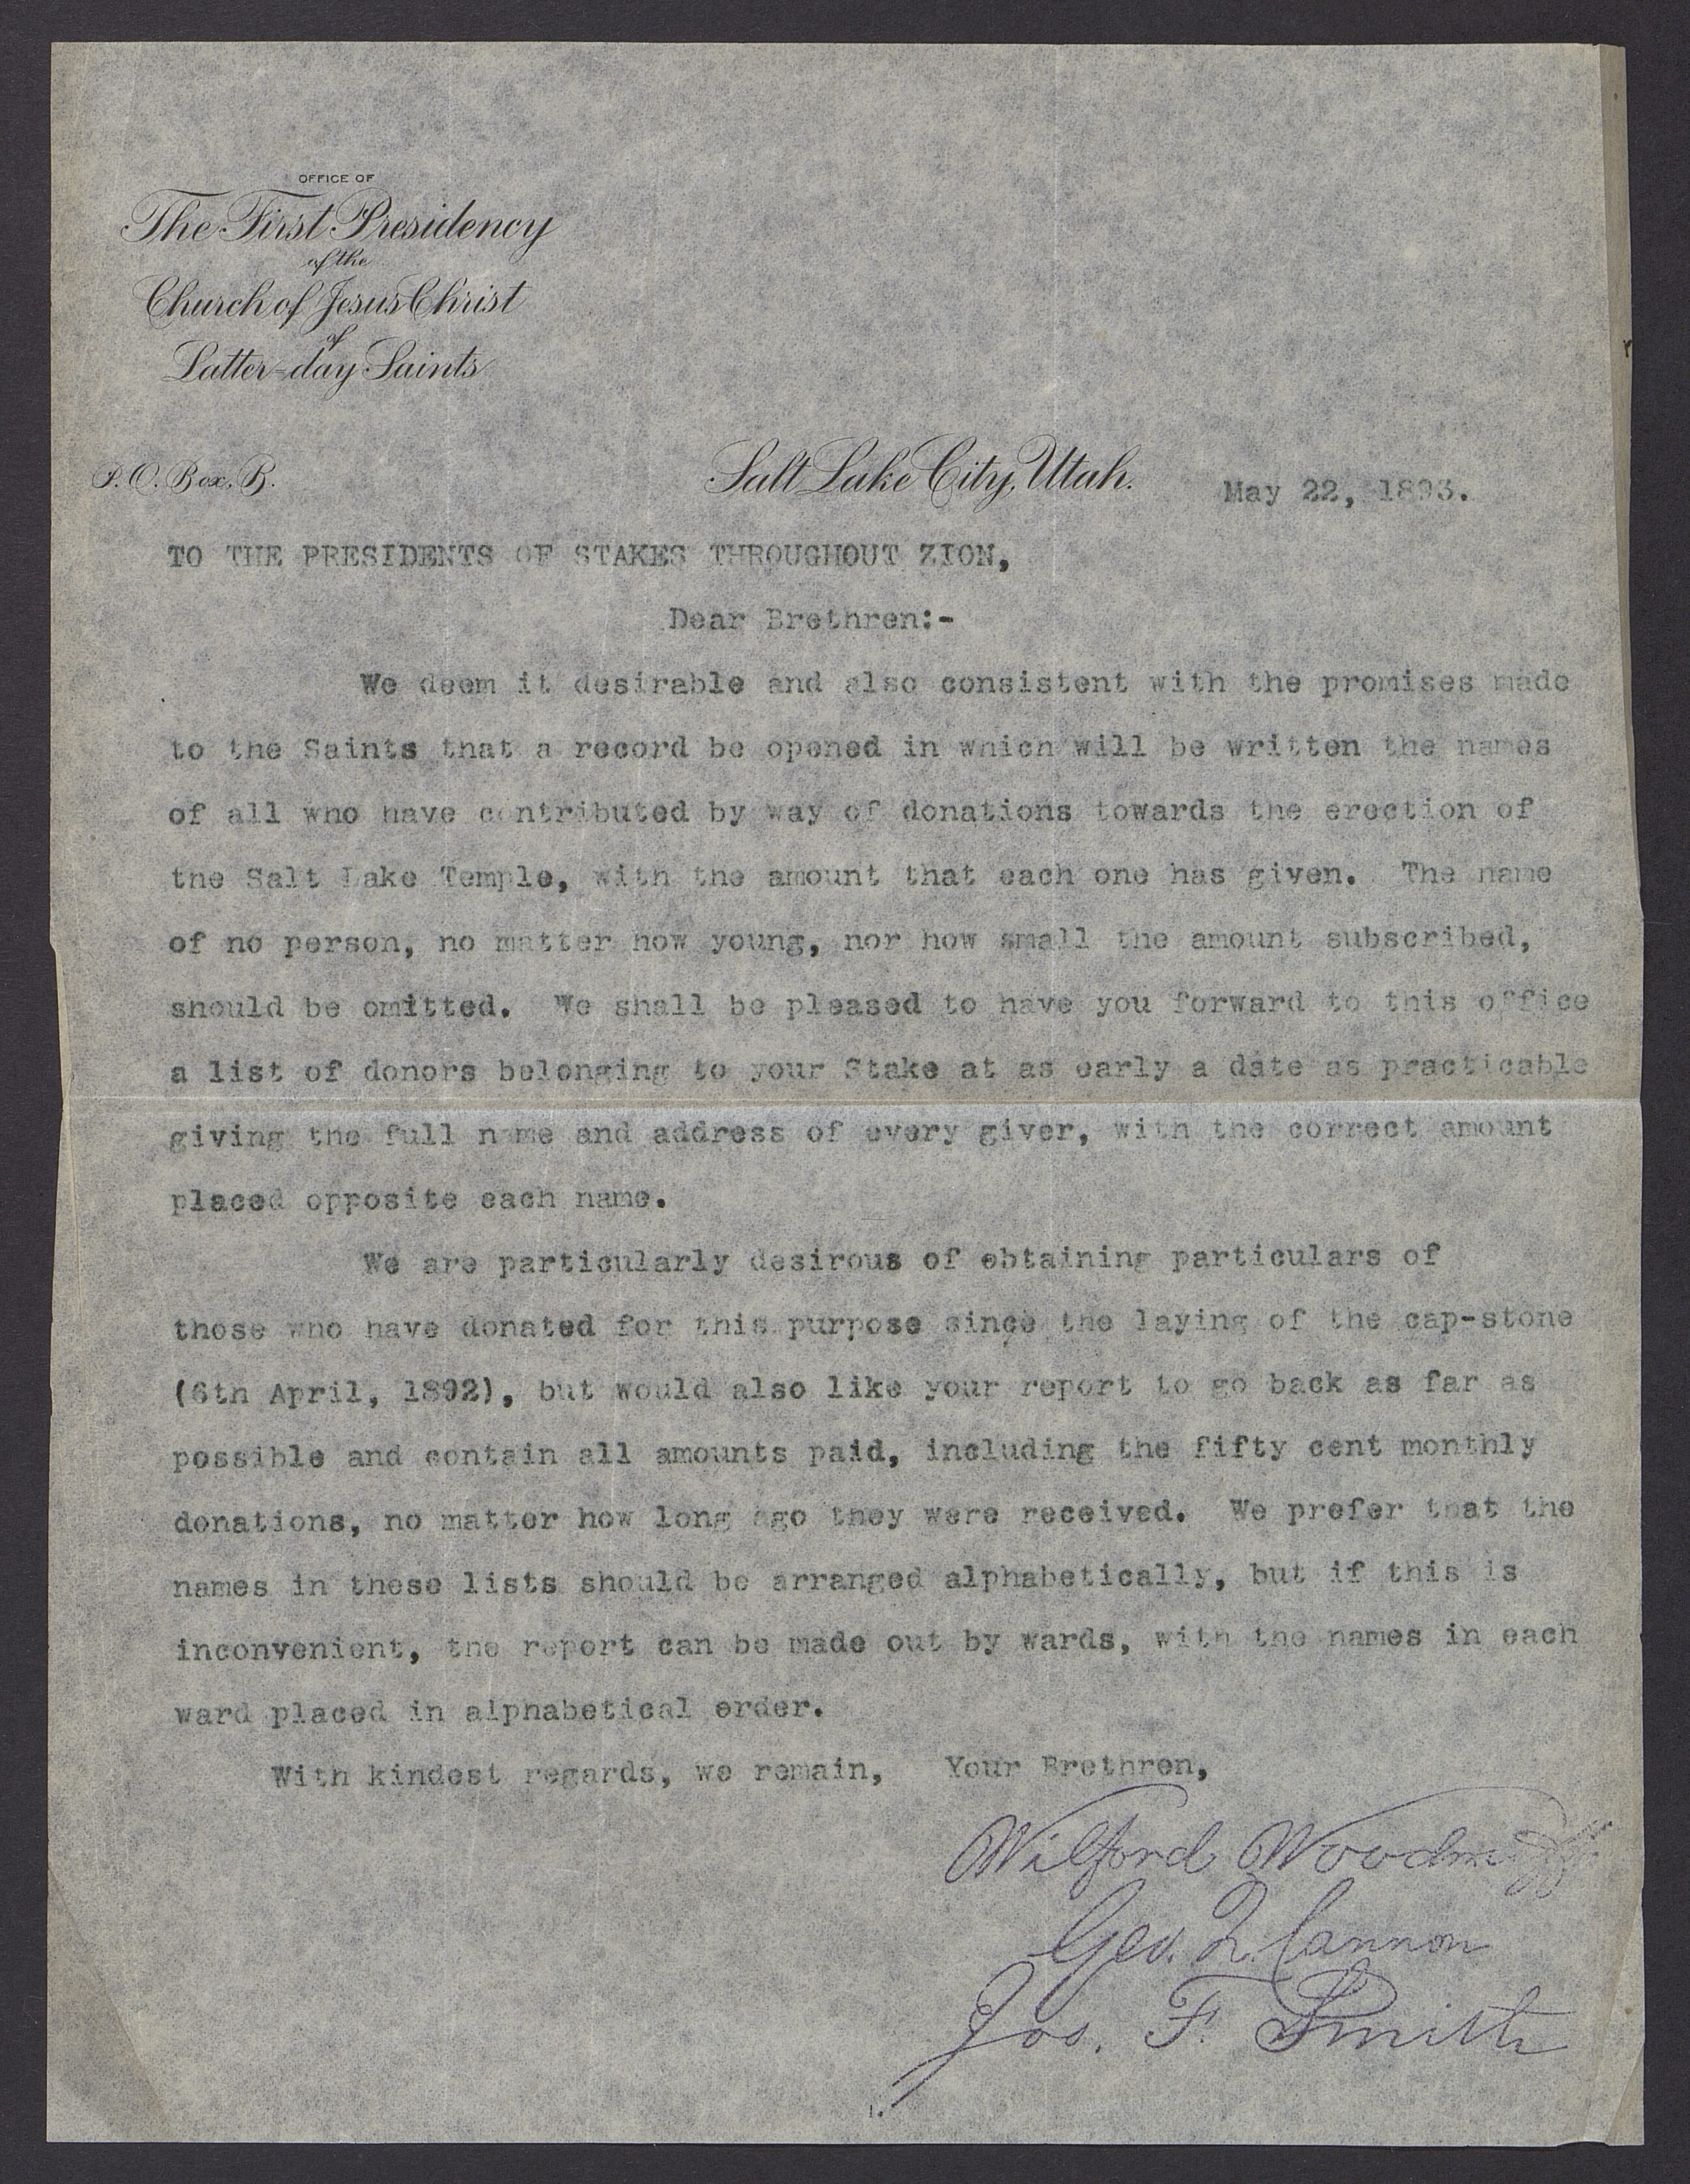 OFFICE OF
The First Presidency
of the
Church of Jesus Christ
of
Latter-day Saints
P. O. Box, B.
Salt Lake City, Utah. May 22, 1893.
TO THE PRESIDENTS OF STAKES THROUGHOUT ZION,
Dear Brethren:-
We deem it desirable and also consistent with the promises made
to the Saints that a record be opened in which will be written the names
of all who have contributed by way of donations towards the erection of
the Salt Lake Temple, with the amount that each one has given. The name
of no person, no matter how young, nor how small the amount subscribed,
should be omitted. We shall be pleased to have you forward to this office
a list of donors belonging to your Stake at as early a date as practicable
giving the full name and address of every giver, with the correct amount
placed opposite each name.
We are particularly desirous of obtaining particulars of
those who have donated for this purpose since the laying of the cap-stone
(6th April, 1892), but would also like your report to go back as far as
possible and contain all amounts paid, including the fifty cent monthly
donations, no matter how long ago they were received. We prefer that the
names in these lists should be arranged alphabetically, but if this is
inconvenient, the report can be made out by wards, with the names in each
ward placed in alphabetical order.
With kindest regards, we remain, Your Brethren,
Wilford Woodruff
Geo. Q. Cannon
Jos. F. Smith